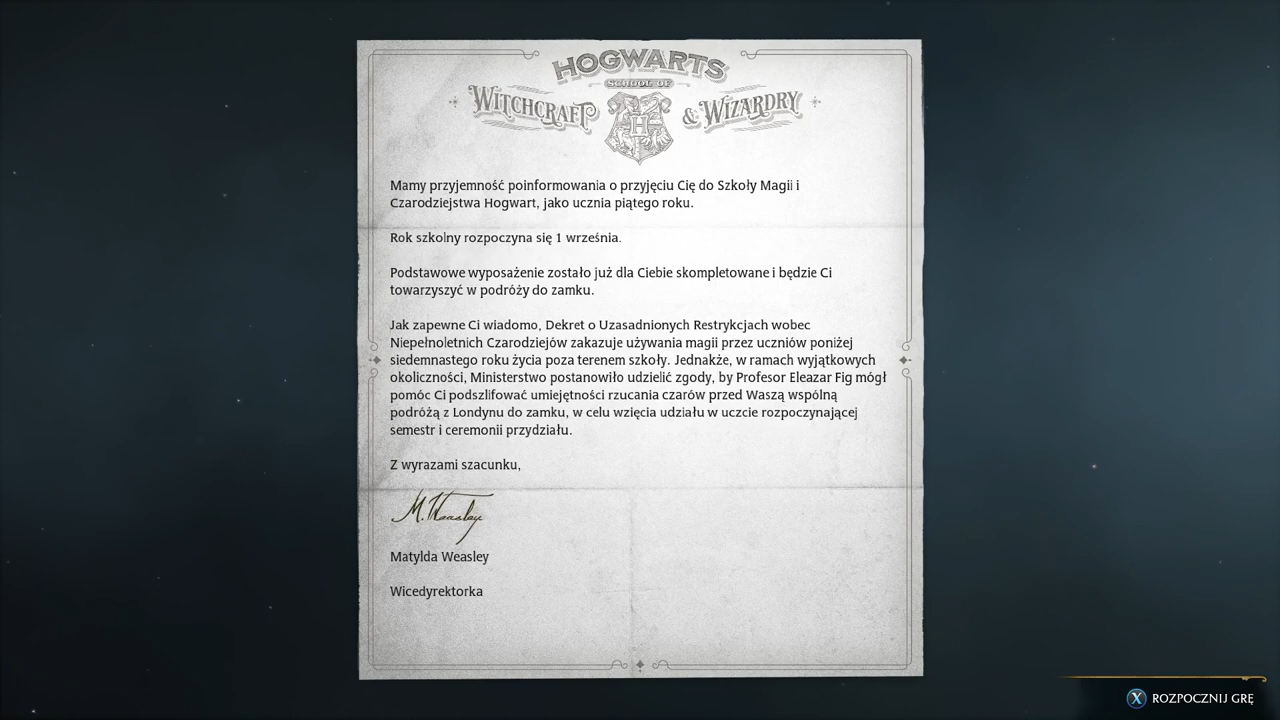 HOGWARTS
SCHOOL OF
WITCHCRAFT & WIZARDRY
H
Mamy przyjemność poinformowania o przyjęciu Cię do Szkoły Magii i
Czarodziejstwa Hogwart, jako ucznia piątego roku.
Rok szkolny rozpoczyna się 1 września.
Podstawowe wyposażenie zostało już dla Ciebie skompletowane i będzie Ci
towarzyszyć w podróży do zamku.
Jak zapewne Ci wiadomo, Dekret o Uzasadnionych Restrykcjach wobec
Niepełnoletnich Czarodziejów zakazuje używania magii przez uczniów poniżej
siedemnastego roku życia poza terenem szkoły. Jednakże, w ramach wyjątkowych
okoliczności, Ministerstwo postanowiło udzielić zgody, by Profesor Eleazar Fig mógł
pomóc Ci podszlifować umiejętności rzucania czarów przed Waszą wspólną
podróżą z Londynu do zamku, w celu wzięcia udziału w uczcie rozpoczynającej
semestr i ceremonii przydziału.
Z wyrazami szacunku,
M. Weasley
Matylda Weasley
Wicedyrektorka
X ROZPOCZNIJ GRĘ